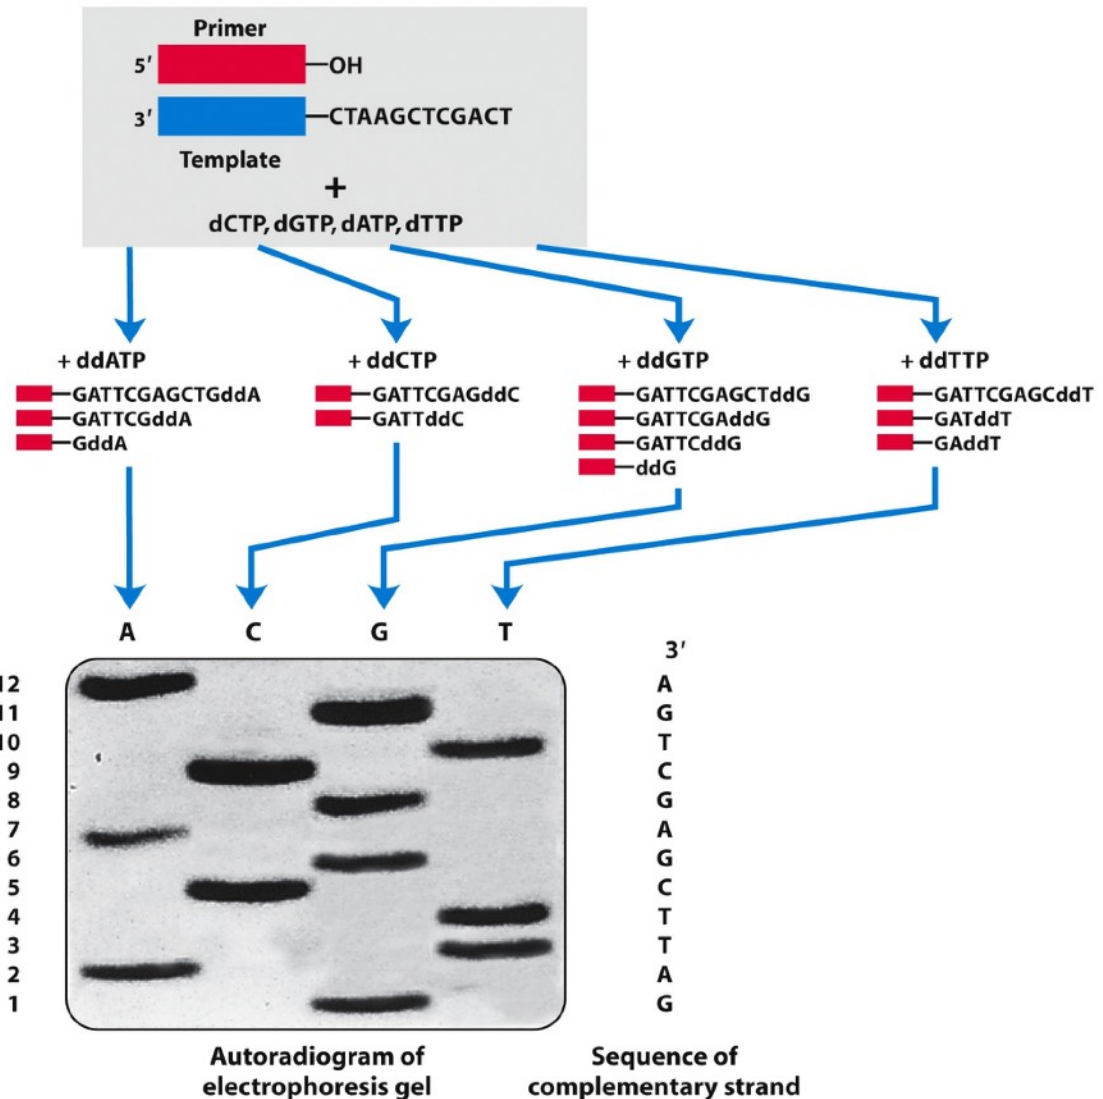 Primer
5′ —OH
3′ —CTAAGCTCGACT
Template
+
dCTP, dGTP, dATP, dTTP
+ ddATP
GATTCGAGCTGddA
GATTCGddA
GddA
+ ddCTP
GATTCGAGddC
GATTddC
+ ddGTP
GATTCGAGCTddG
GATTCGAddG
GATTCddG
ddG
+ ddTTP
GATTCGAGCddT
GATddT
GAddT
A C G T
3′
12 A
11 G
10 T
9 C
8 G
7 A
6 G
5 C
4 T
3 T
2 A
1 G
Autoradiogram of
electrophoresis gel
Sequence of
complementary strand